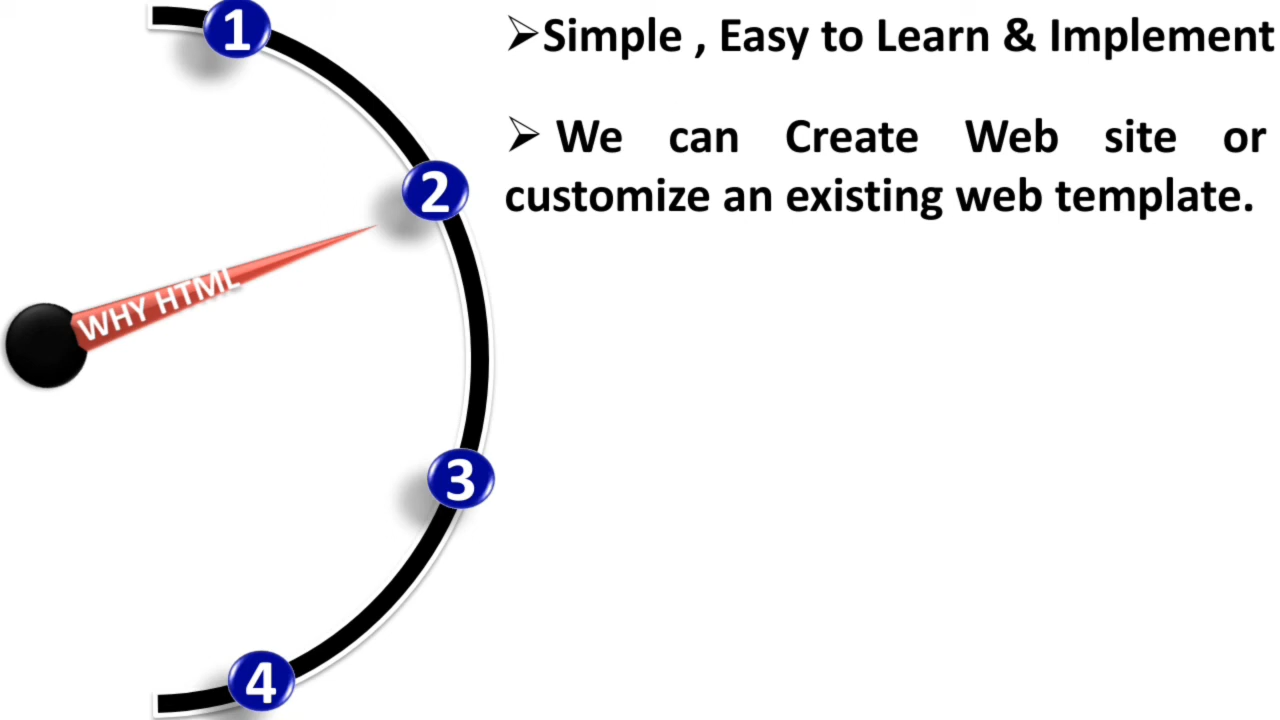 1
➢Simple , Easy to Learn & Implement
➢ We can Create Web site or
customize an existing web template.
2
WHY HTML
3
4